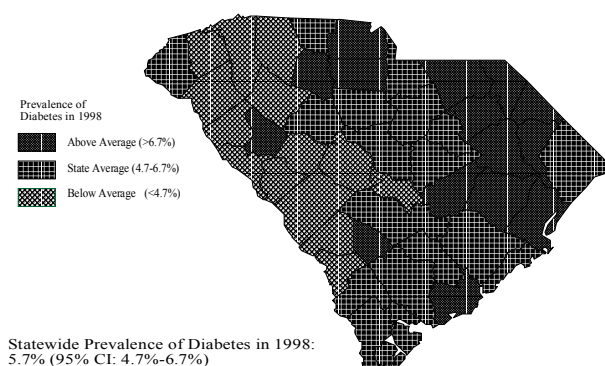 Prevalence of
Diabetes in 1998
Above Average (>6.7%)
State Average (4.7-6.7%)
Below Average (<4.7%)
Statewide Prevalence of Diabetes in 1998:
5.7% (95% CI: 4.7%-6.7%)